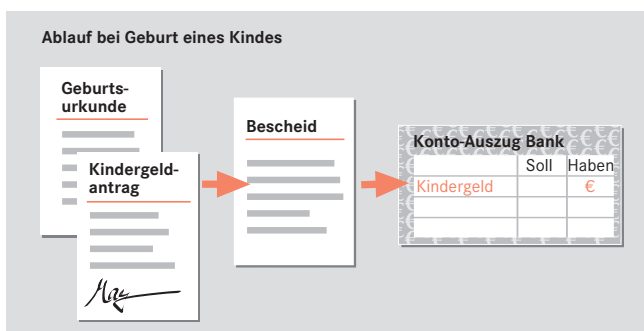 Ablauf bei Geburt eines Kindes
Geburts-
urkunde
Kindergeld-
antrag
Bescheid
Konto-Auszug Bank
Soll Haben
Kindergeld €